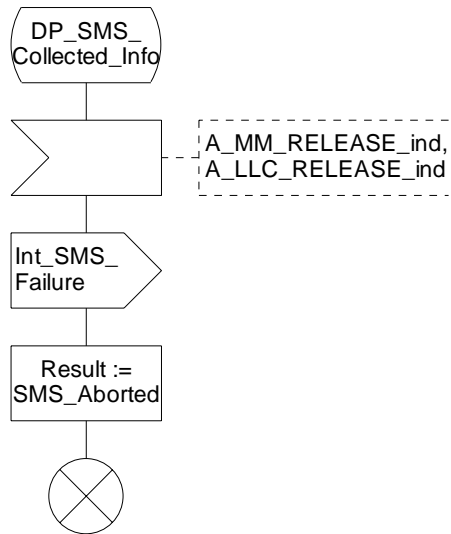 DP_SMS_
Collected_Info
A_MM_RELEASE_ind,
A_LLC_RELEASE_ind
Int_SMS_
Failure
Result :=
SMS_Aborted